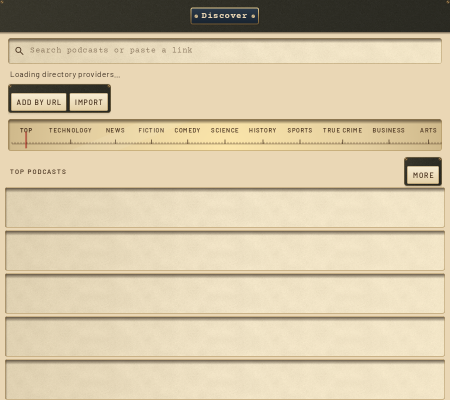 Discover
Search podcasts or paste a link
Loading directory providers...
ADD BY URL IMPORT
TOP TECHNOLOGY NEWS FICTION COMEDY SCIENCE HISTORY SPORTS TRUE CRIME BUSINESS ARTS
TOP PODCASTS
MORE